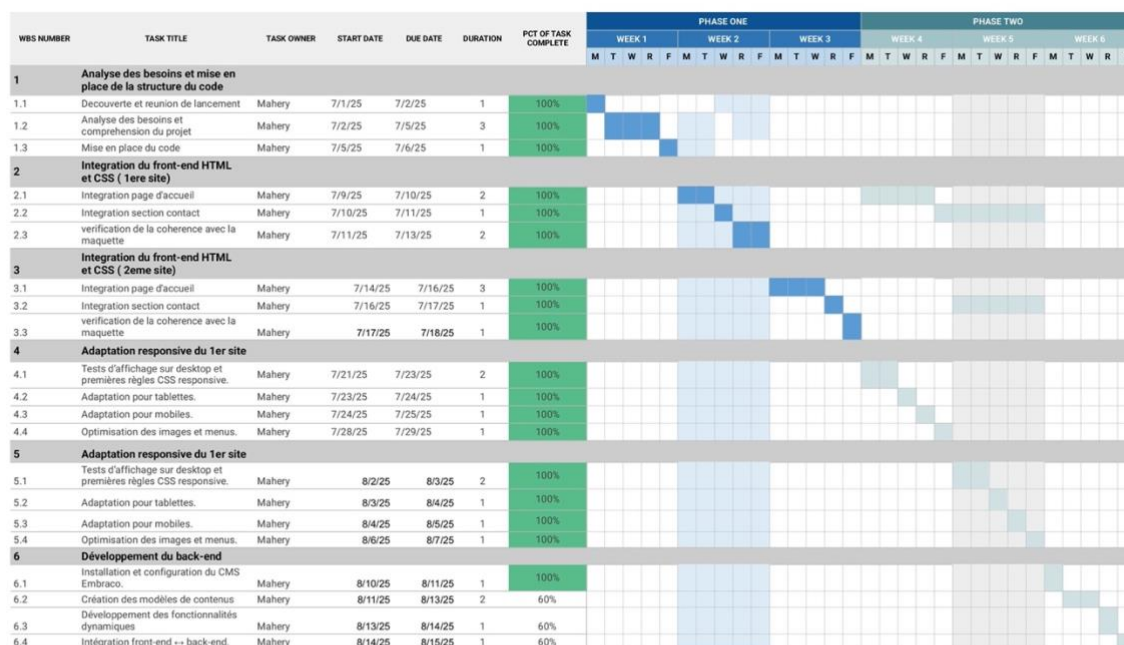 PHASE ONE PHASE TWO
WBS NUMBER TASK TITLE TASK OWNER START DATE DUE DATE DURATION PCT OF TASK COMPLETE WEEK 1 WEEK 2 WEEK 3 WEEK 4 WEEK 5 WEEK 6
M T W R F M T W R F M T W R F M T W R F M T W R F M T W R
1 Analyse des besoins et mise en
place de la structure du code
1.1 Decouverte et reunion de lancement Mahery 7/1/25 7/2/25 1 100%
1.2 Analyse des besoins et
comprehension du projet Mahery 7/2/25 7/5/25 3 100%
1.3 Mise en place du code Mahery 7/5/25 7/6/25 1 100%
2 Integration du front-end HTML
et CSS ( 1ere site)
2.1 Integration page d'accueil Mahery 7/9/25 7/10/25 2 100%
2.2 Integration section contact Mahery 7/10/25 7/11/25 1 100%
2.3 verification de la coherence avec la
maquette Mahery 7/11/25 7/13/25 2 100%
3 Integration du front-end HTML
et CSS ( 2eme site)
3.1 Integration page d'accueil Mahery 7/14/25 7/16/25 3 100%
3.2 Integration section contact Mahery 7/16/25 7/17/25 1 100%
3.3 verification de la coherence avec la
maquette Mahery 7/17/25 7/18/25 1 100%
4 Adaptation responsive du 1er site
4.1 Tests d'affichage sur desktop et
premières règles CSS responsive. Mahery 7/21/25 7/23/25 2 100%
4.2 Adaptation pour tablettes. Mahery 7/23/25 7/24/25 1 100%
4.3 Adaptation pour mobiles. Mahery 7/24/25 7/25/25 1 100%
4.4 Optimisation des images et menus. Mahery 7/28/25 7/29/25 1 100%
5 Adaptation responsive du 1er site
5.1 Tests d'affichage sur desktop et
premières règles CSS responsive. Mahery 8/2/25 8/3/25 2 100%
5.2 Adaptation pour tablettes. Mahery 8/3/25 8/4/25 1 100%
5.3 Adaptation pour mobiles. Mahery 8/4/25 8/5/25 1 100%
5.4 Optimisation des images et menus. Mahery 8/6/25 8/7/25 1 100%
6 Développement du back-end
6.1 Installation et configuration du CMS
Embraco. Mahery 8/10/25 8/11/25 1 100%
6.2 Création des modèles de contenus Mahery 8/11/25 8/13/25 2 60%
6.3 Développement des fonctionnalités
dynamiques Mahery 8/13/25 8/14/25 1 60%
6.4 Intégration front-end ↔ back-end. Mahery 8/14/25 8/15/25 1 60%